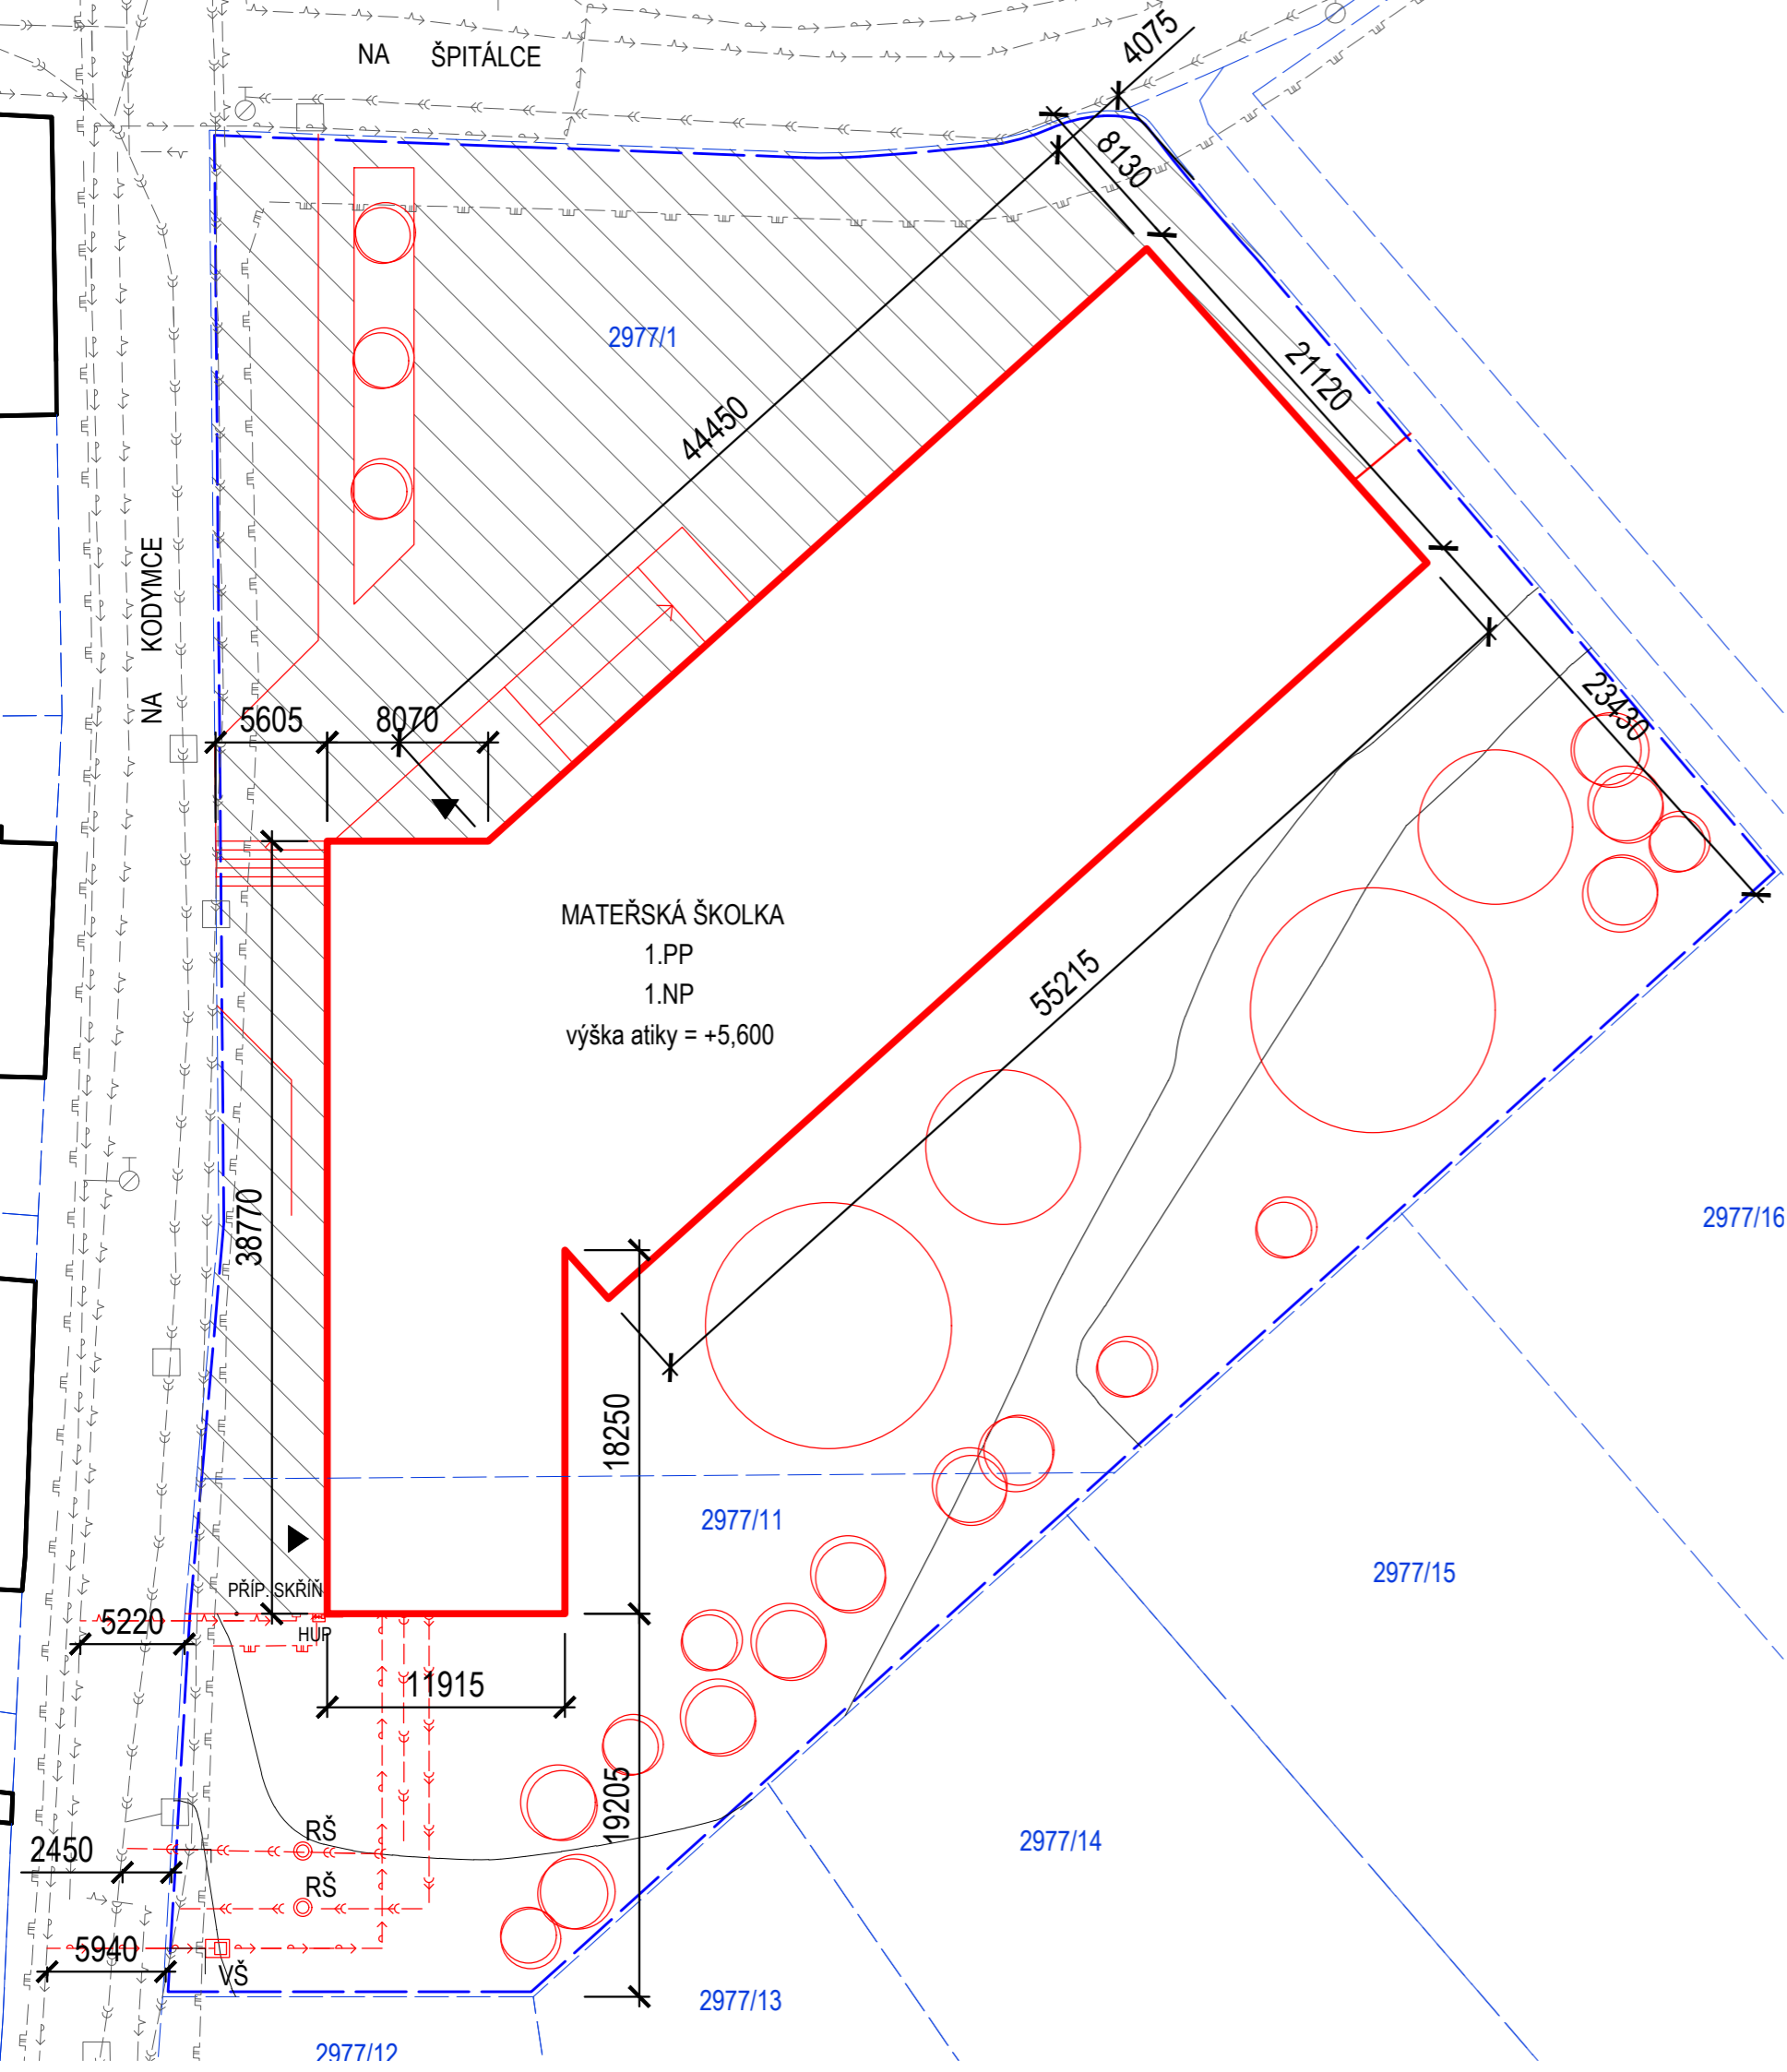 NA ŠPITÁLCE
4075
8130
2977/1
21120
44450
NA KODYMCE
5605
8070
23430
MATEŘSKÁ ŠKOLKA
1.PP
1.NP
výška atiky = +5,600
55215
38770
2977/16
18250
2977/11
2977/15
PŘÍP. SKŘÍŇ
5220
HUP
11915
19205
RŠ
2450
2977/14
RŠ
5940
VŠ
2977/13
2977/12